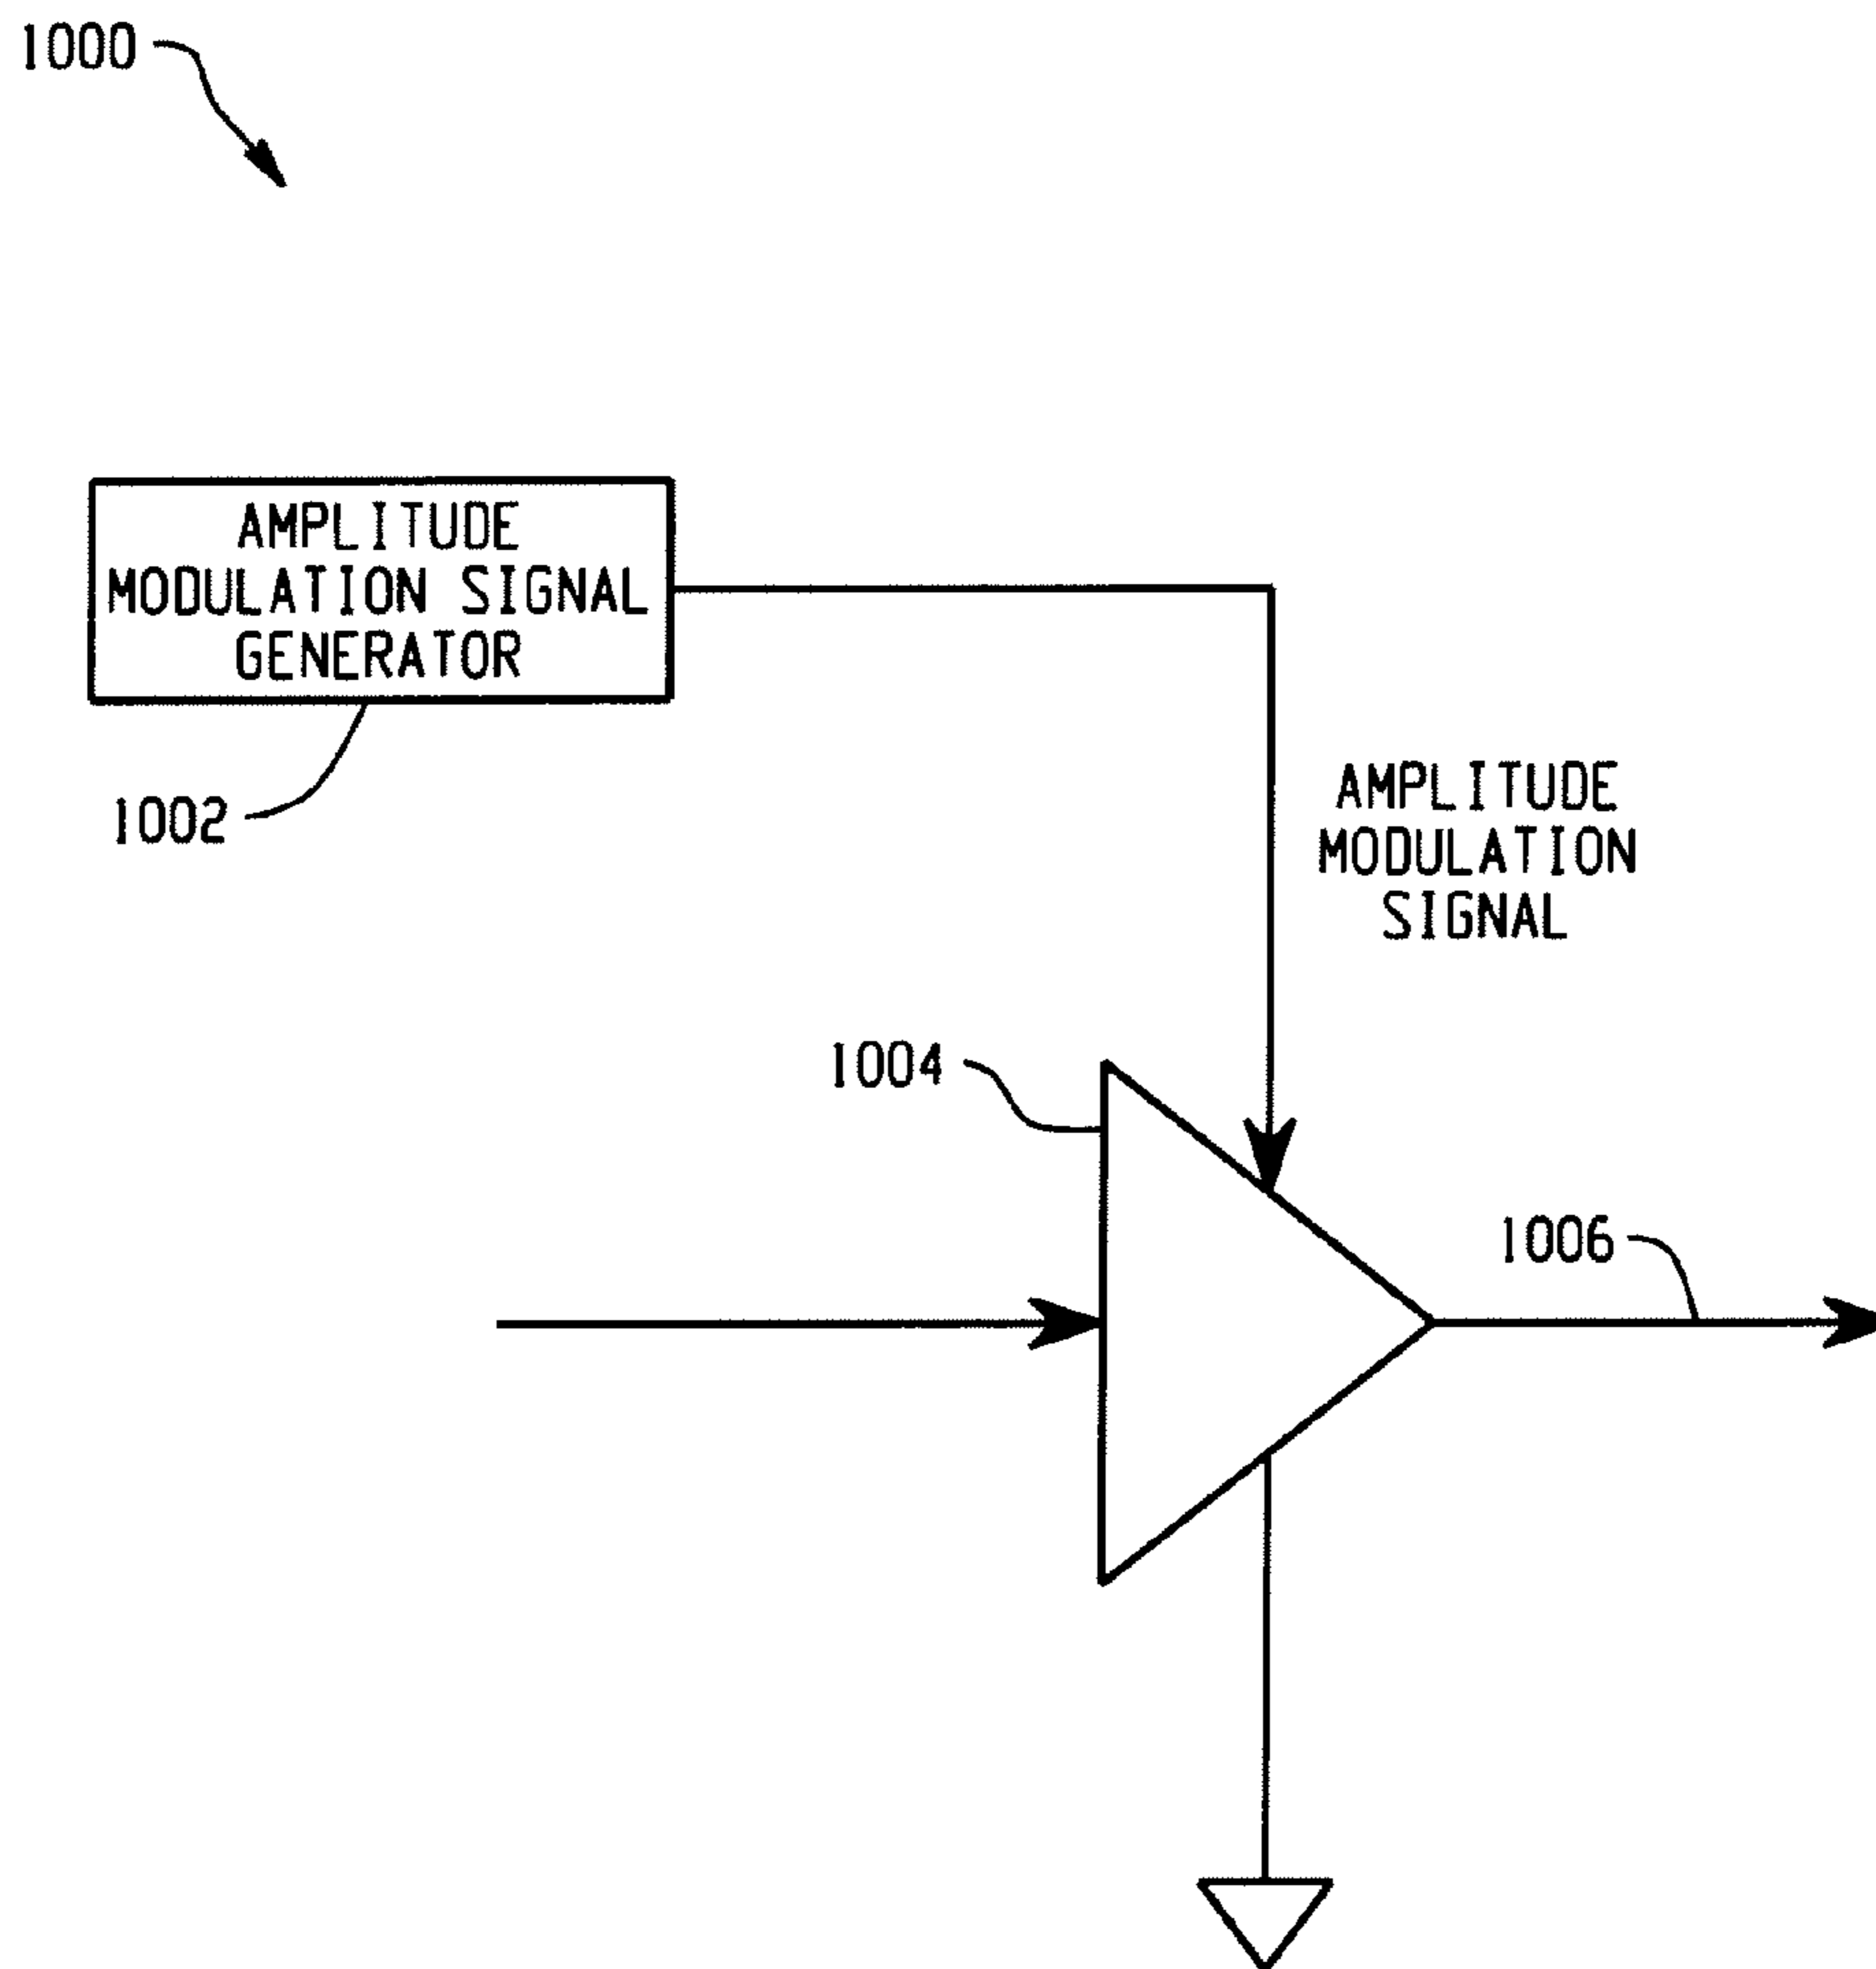 1000
AMPLITUDE
MODULATION SIGNAL
GENERATOR
1002
AMPLITUDE
MODULATION
SIGNAL
1004
1006